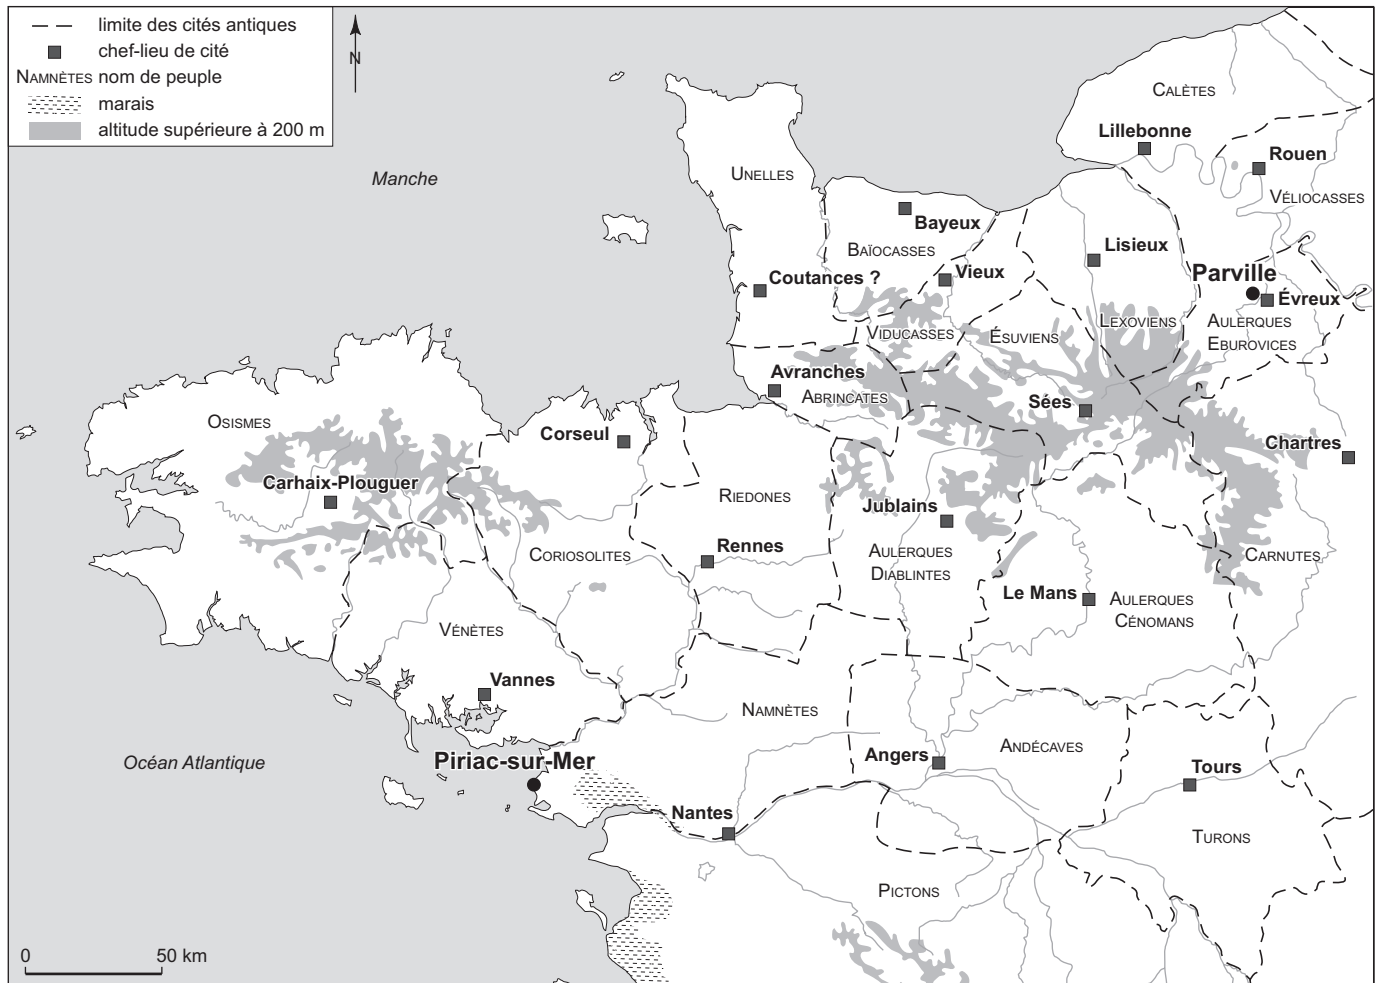 limite des cités antiques
chef-lieu de cité
NAMNÈTES nom de peuple
marais
altitude supérieure à 200 m
N
Manche
CALÈTES
Lillebonne
Rouen
VÉLIOCASSES
UNELLES
Bayeux
BAÏOCASSES
Lisieux
Coutances ?
Vieux
Parville
Évreux
VIDUCASSES
ÉSUVIENS
LEXOVIENS
AULERQUES
EBUROVICES
Avranches
ABRINCATES
Sées
OSISMES
Corseul
Chartres
Carhaix-Plouguer
RIEDONES
Jublains
Rennes
CORIOSOLITES
AULERQUES
DIABLINTES
CARNUTES
Le Mans
AULERQUES
CÉNOMANS
VÉNÈTES
Vannes
NAMNÈTES
Océan Atlantique
Piriac-sur-Mer
Angers
ANDÉCAVES
Tours
Nantes
TURONS
PICTONS
0 50 km